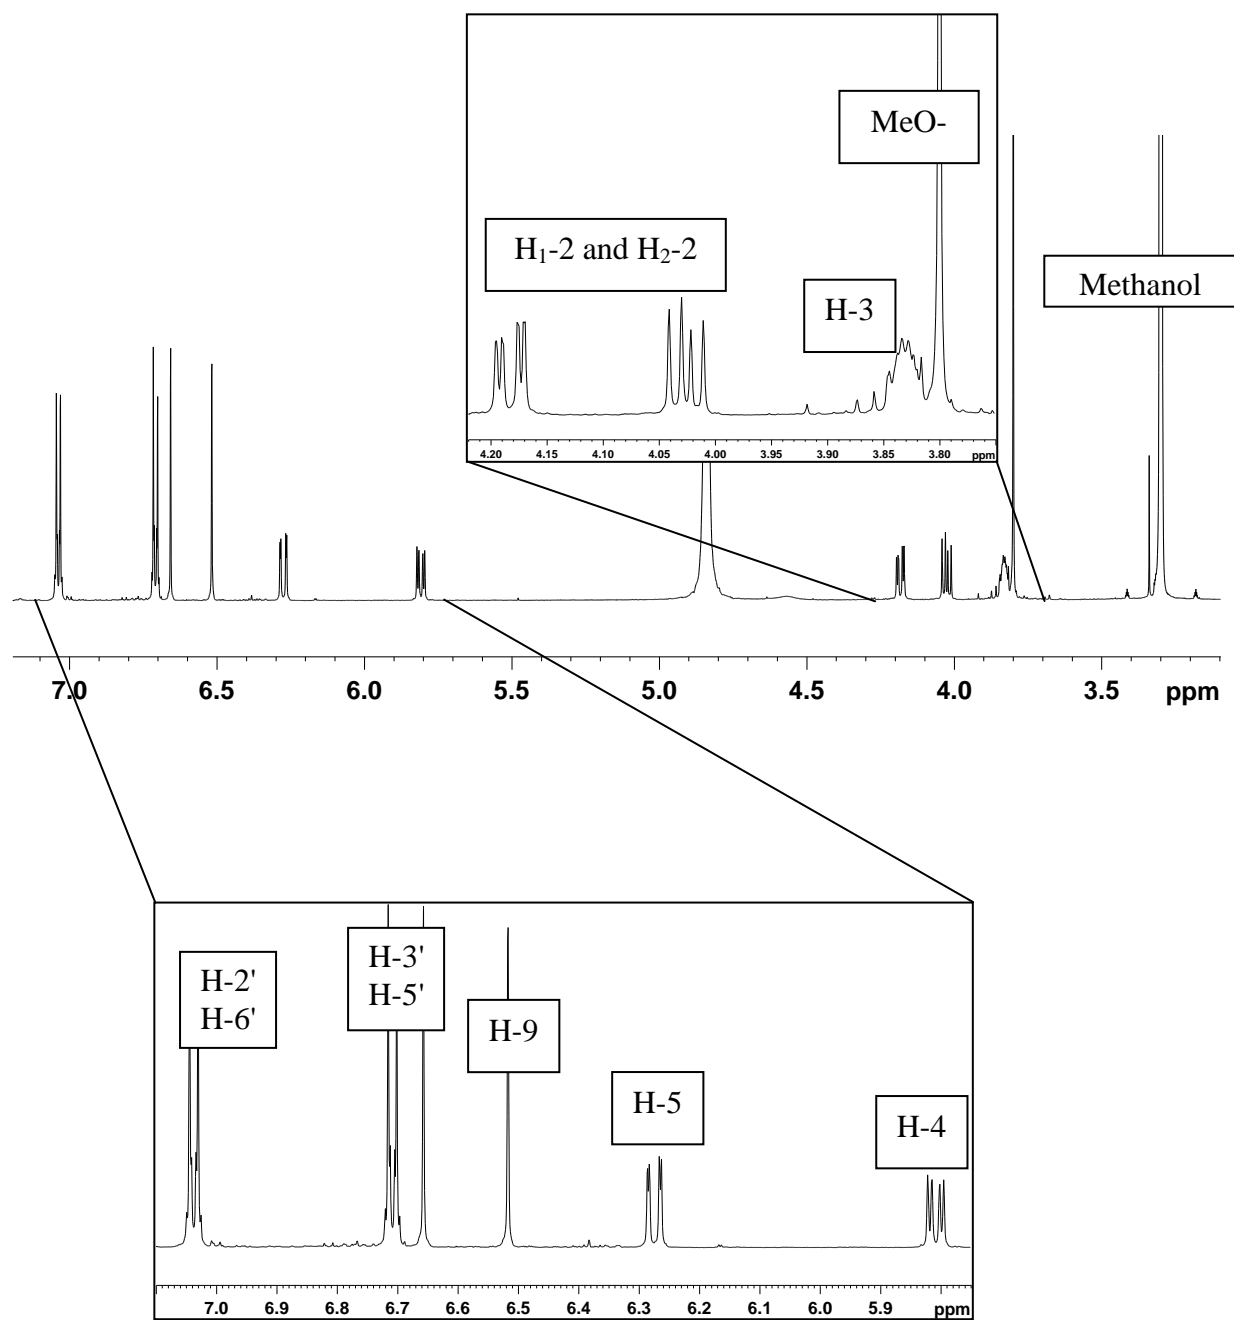 MeO-
H₁-2 and H₂-2
H-3
Methanol
4.20 4.15 4.10 4.05 4.00 3.95 3.90 3.85 3.80 ppm
7.0 6.5 6.0 5.5 5.0 4.5 4.0 3.5 ppm
H-2'
H-6'
H-3'
H-5'
H-9
H-5
H-4
7.0 6.9 6.8 6.7 6.6 6.5 6.4 6.3 6.2 6.1 6.0 5.9 ppm